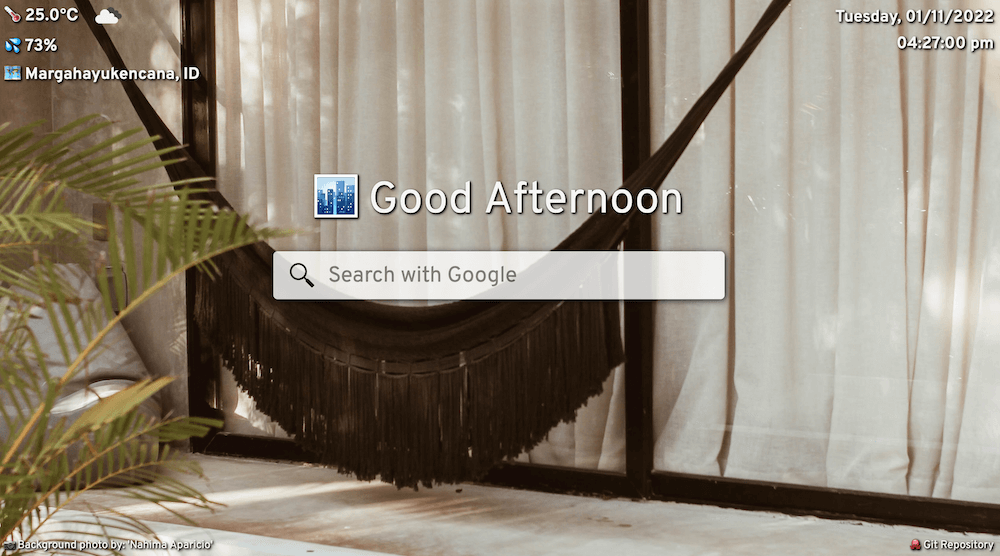 25.0°C
73%
Margahayukencana, ID
Tuesday, 01/11/2022
04:27:00 pm
Good Afternoon
Search with Google
Background photo by: 'Nahima Aparicio'
Git Repository